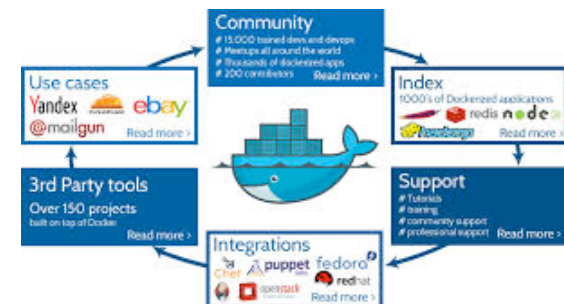 Community
# 15,000 trained devs and devops
# Meetups all around the world
# Thousands of dockerized apps
# 200 contributors
Read more ›
Index
1000's of Dockerized applications
redis
node
Read more ›
Support
# Tutorials
# training
# community support
# professional support
Read more ›
Integrations
Chef
puppet
labs
fedora
redhat
openstack
Read more ›
3rd Party tools
Over 150 projects
built on top of Docker
Read more ›
Use cases
Yandex
ebay
@mailgun
Read more ›